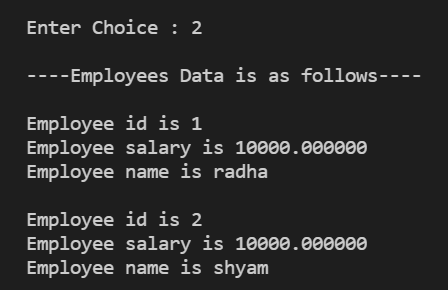 Enter Choice : 2
----Employees Data is as follows----
Employee id is 1
Employee salary is 10000.000000
Employee name is radha
Employee id is 2
Employee salary is 10000.000000
Employee name is shyam